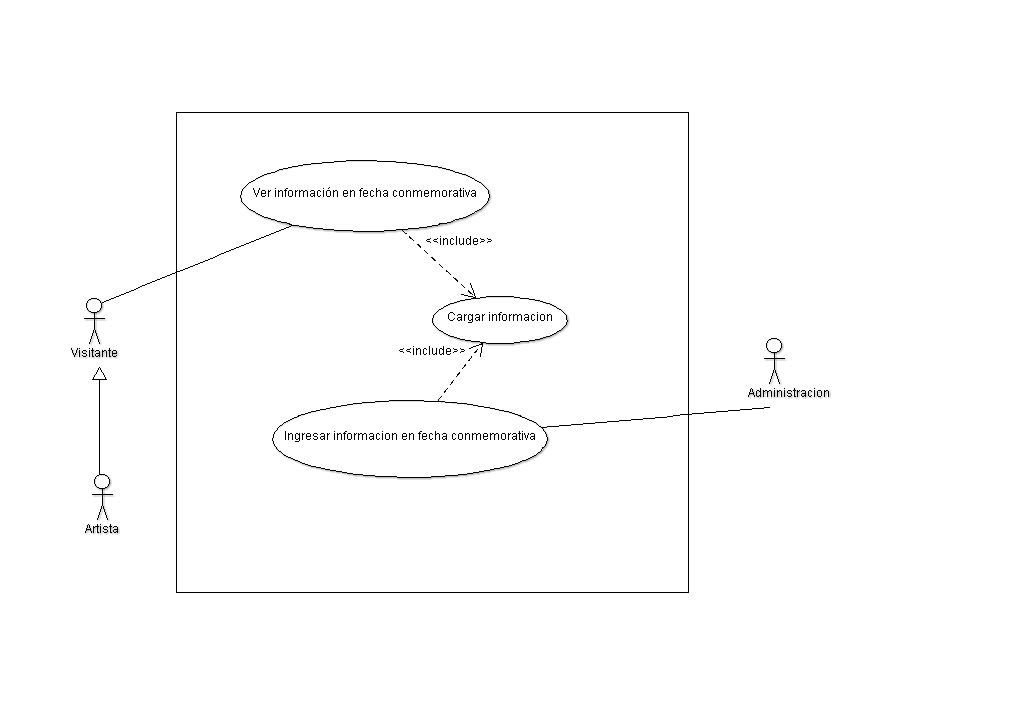 Ver información en fecha conmemorativa
<<include>>
Cargar informacion
<<include>>
Visitante
Administracion
Ingresar informacion en fecha conmemorativa
Artista